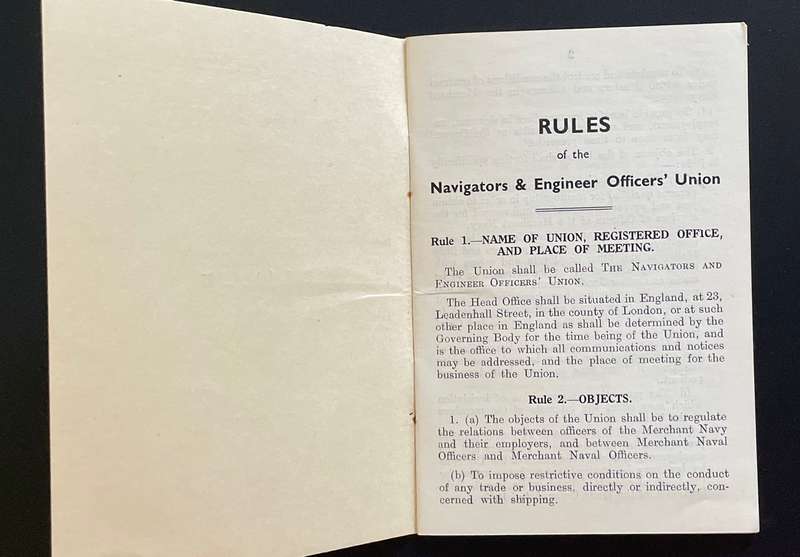 RULES
of the
Navigators & Engineer Officers' Union
Rule 1.—NAME OF UNION, REGISTERED OFFICE,
AND PLACE OF MEETING.
The Union shall be called THE NAVIGATORS AND
ENGINEER OFFICERS' UNION.
The Head Office shall be situated in England, at 23,
Leadenhall Street, in the county of London, or at such
other place in England as shall be determined by the
Governing Body for the time being of the Union, and
is the office to which all communications and notices
may be addressed, and the place of meeting for the
business of the Union.
Rule 2.—OBJECTS.
1. (a) The objects of the Union shall be to regulate
the relations between officers of the Merchant Navy
and their employers, and between Merchant Naval
Officers and Merchant Naval Officers.
(b) To impose restrictive conditions on the conduct
of any trade or business, directly or indirectly, con-
cerned with shipping.